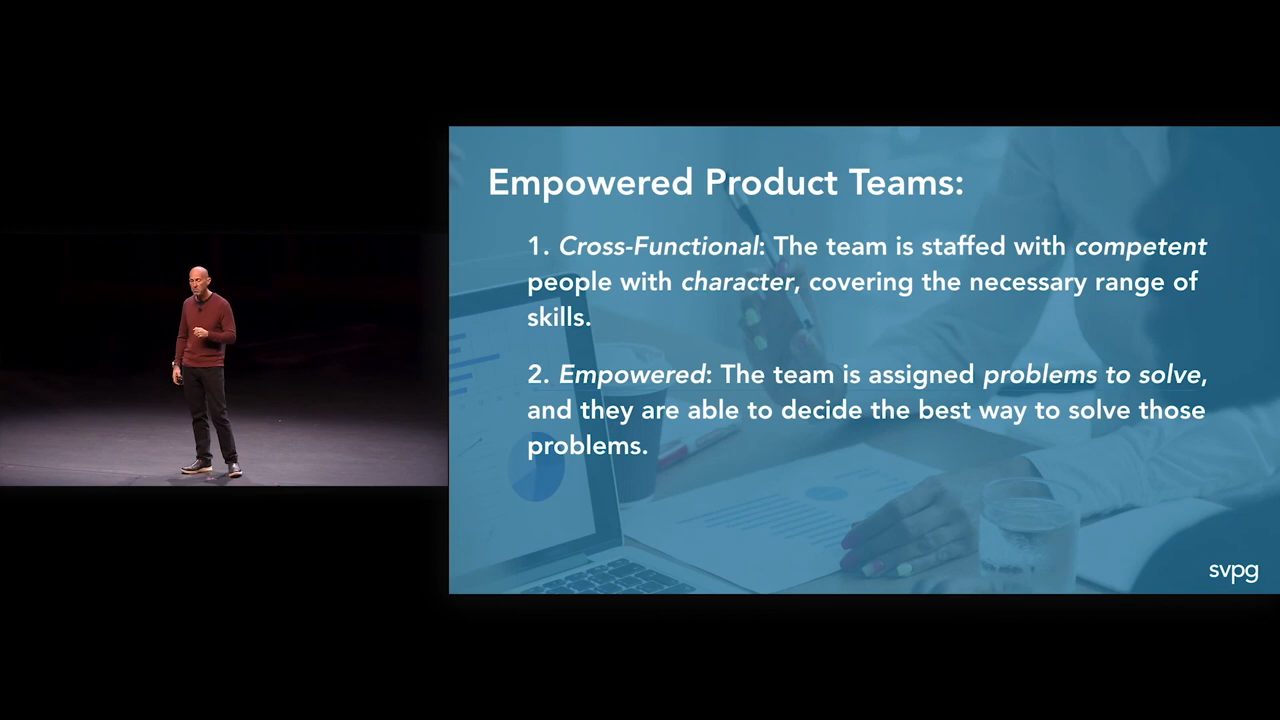 Empowered Product Teams:
1. Cross-Functional: The team is staffed with competent
people with character, covering the necessary range of
skills.
2. Empowered: The team is assigned problems to solve,
and they are able to decide the best way to solve those
problems.
svpg